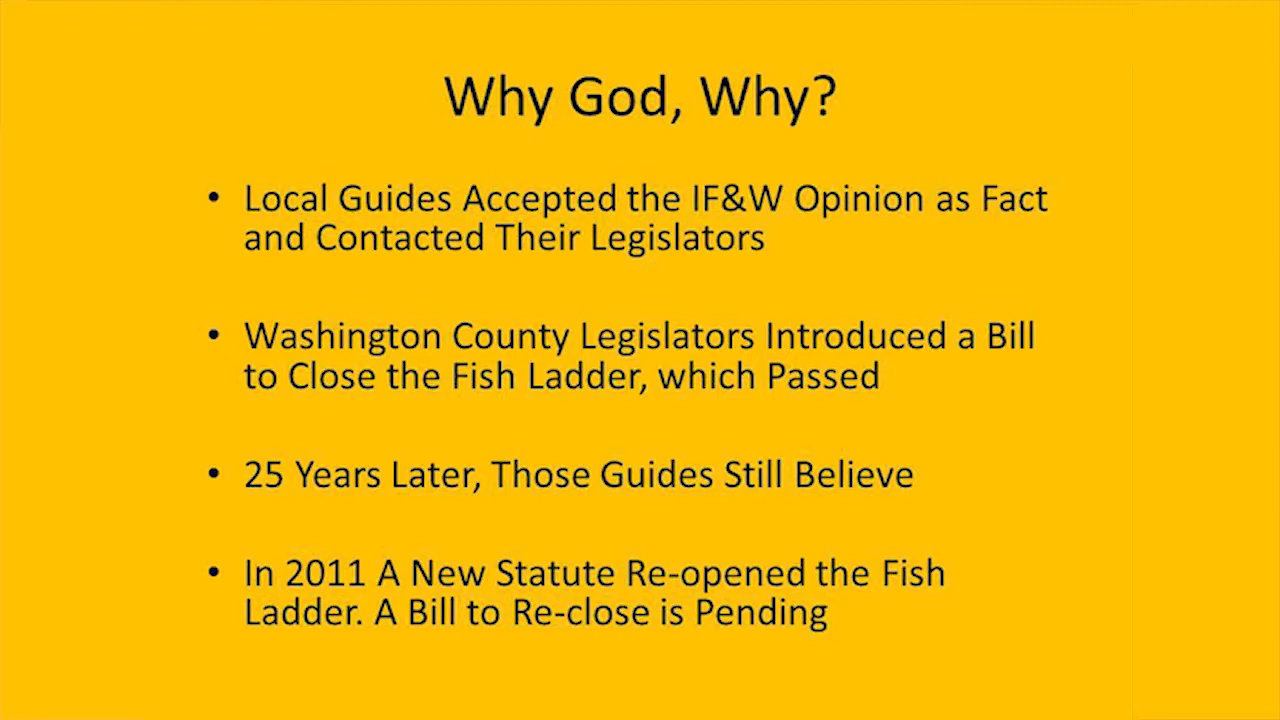 Why God, Why?
• Local Guides Accepted the IF&W Opinion as Fact
and Contacted Their Legislators
• Washington County Legislators Introduced a Bill
to Close the Fish Ladder, which Passed
• 25 Years Later, Those Guides Still Believe
• In 2011 A New Statute Re-opened the Fish
Ladder. A Bill to Re-close is Pending